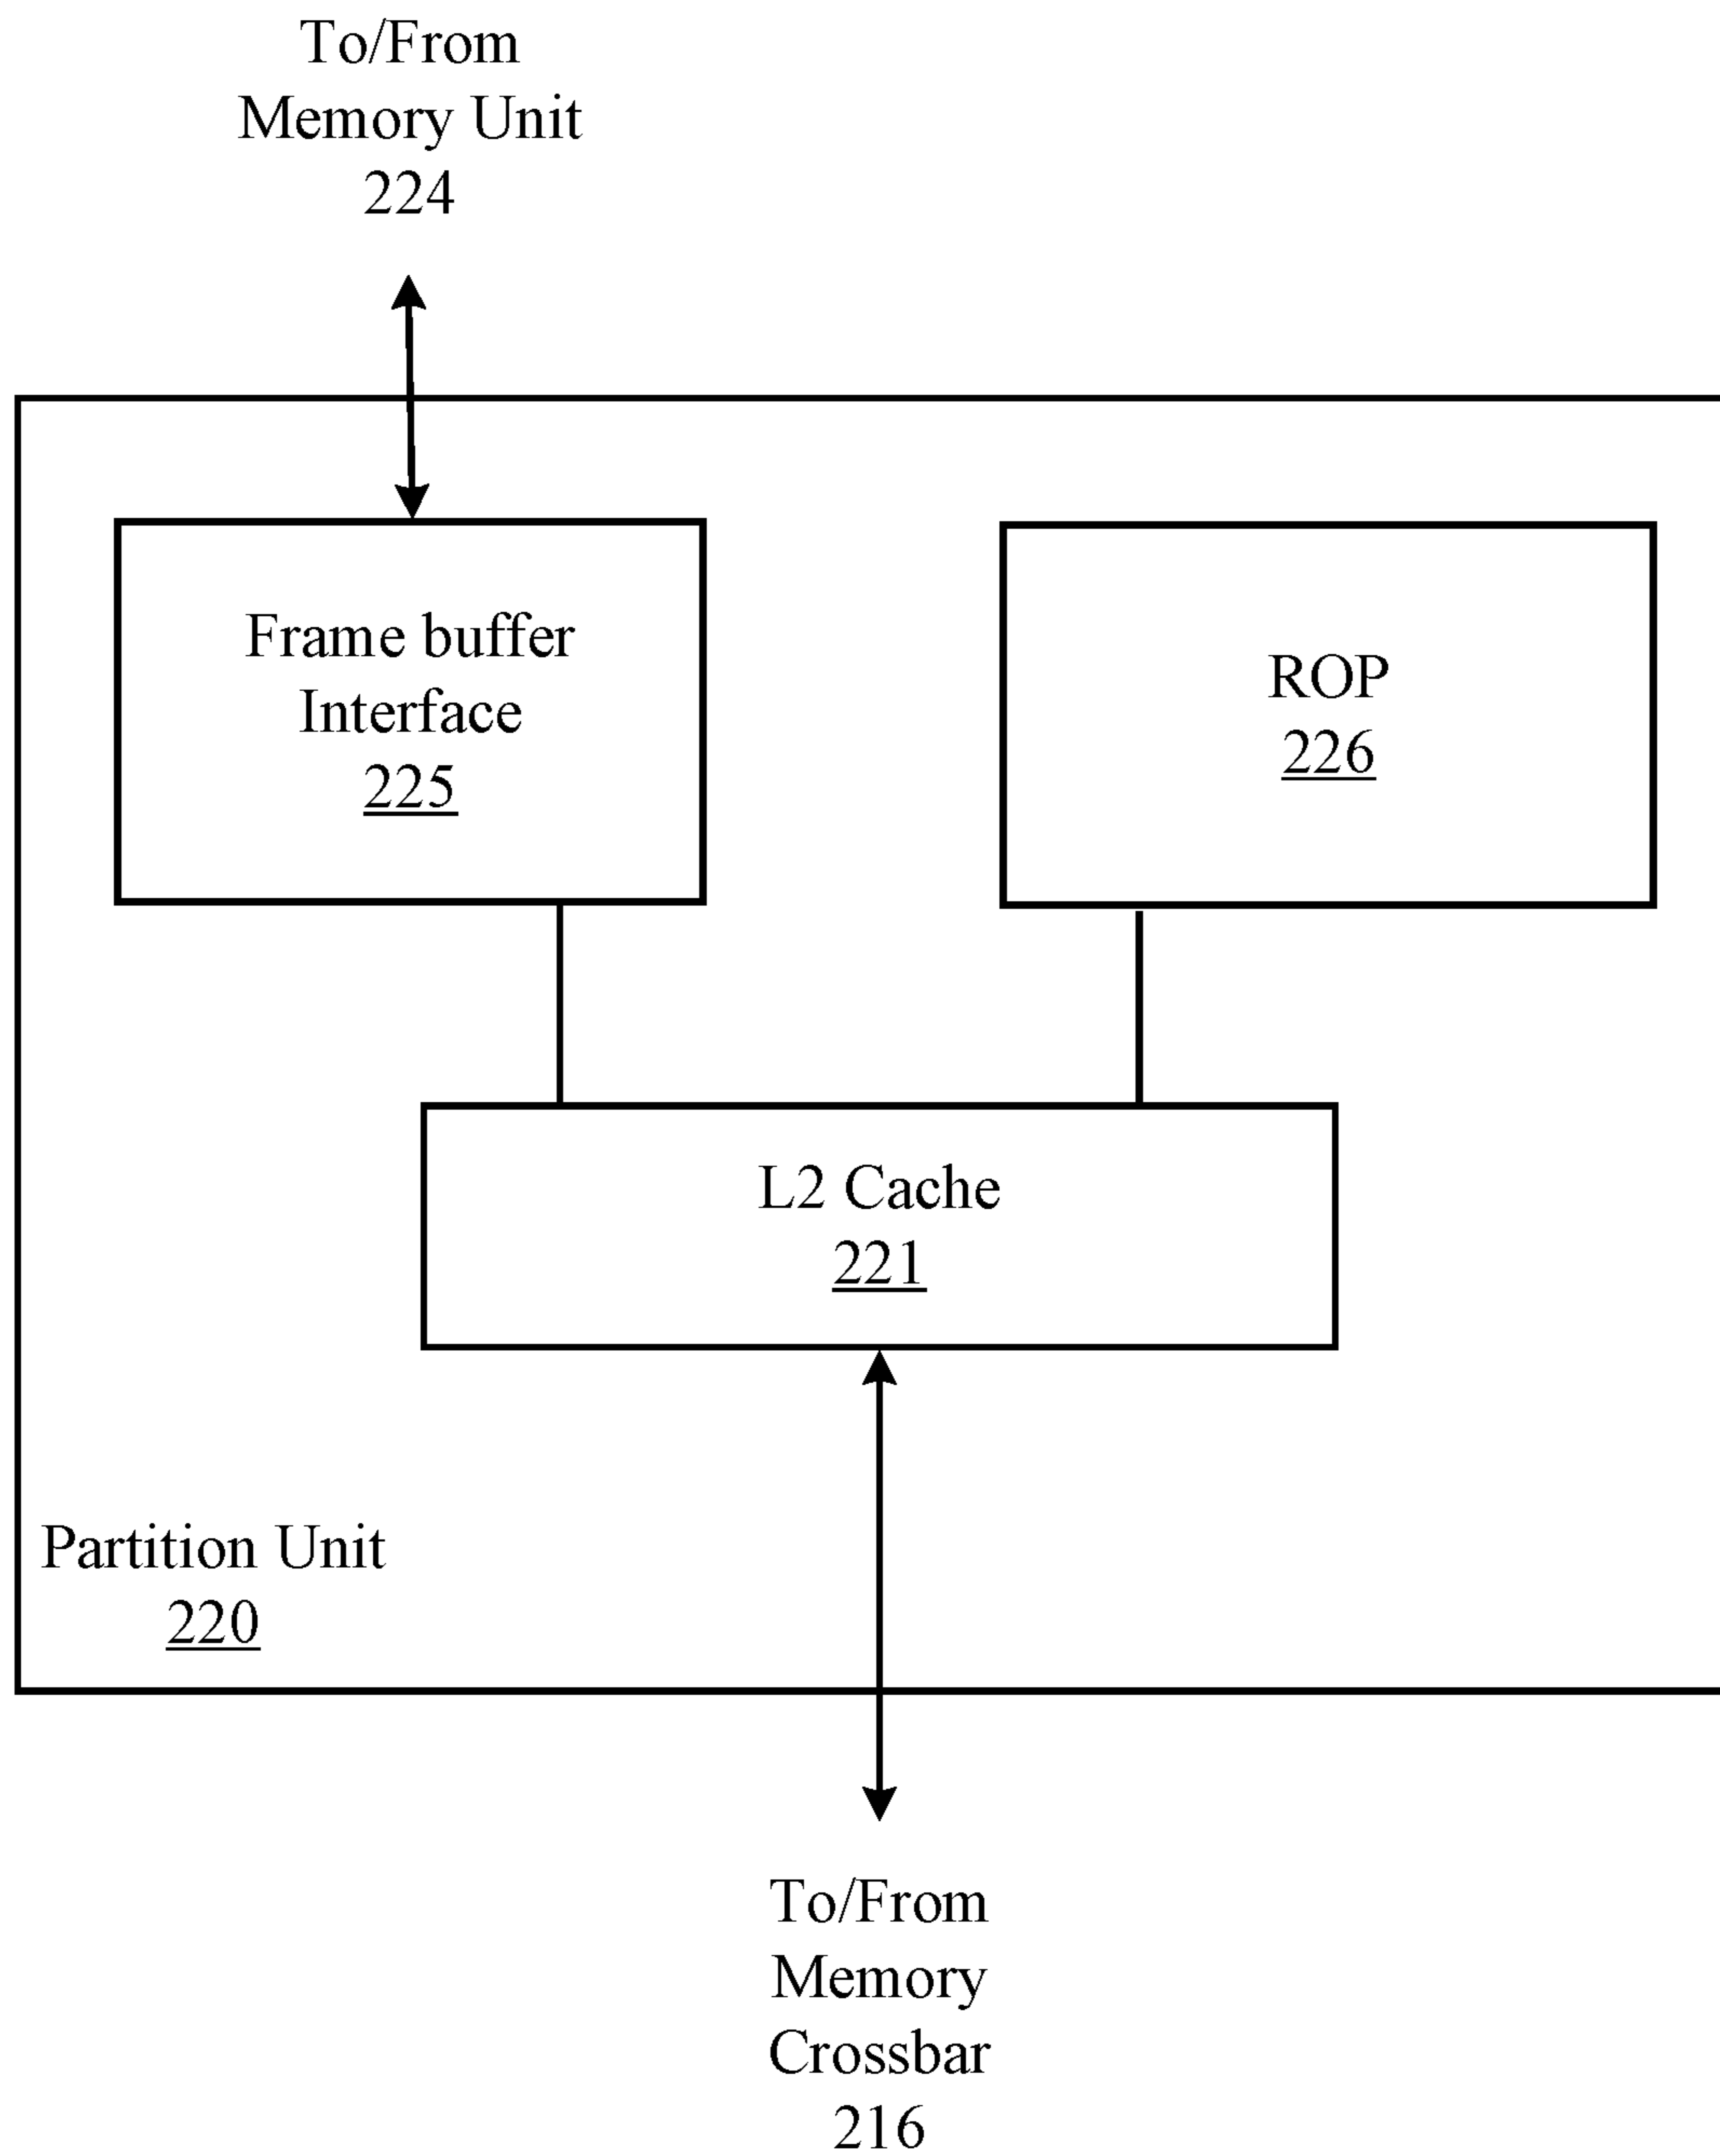 To/From
Memory Unit
224
Frame buffer
Interface
225
ROP
226
L2 Cache
221
Partition Unit
220
To/From
Memory
Crossbar
216